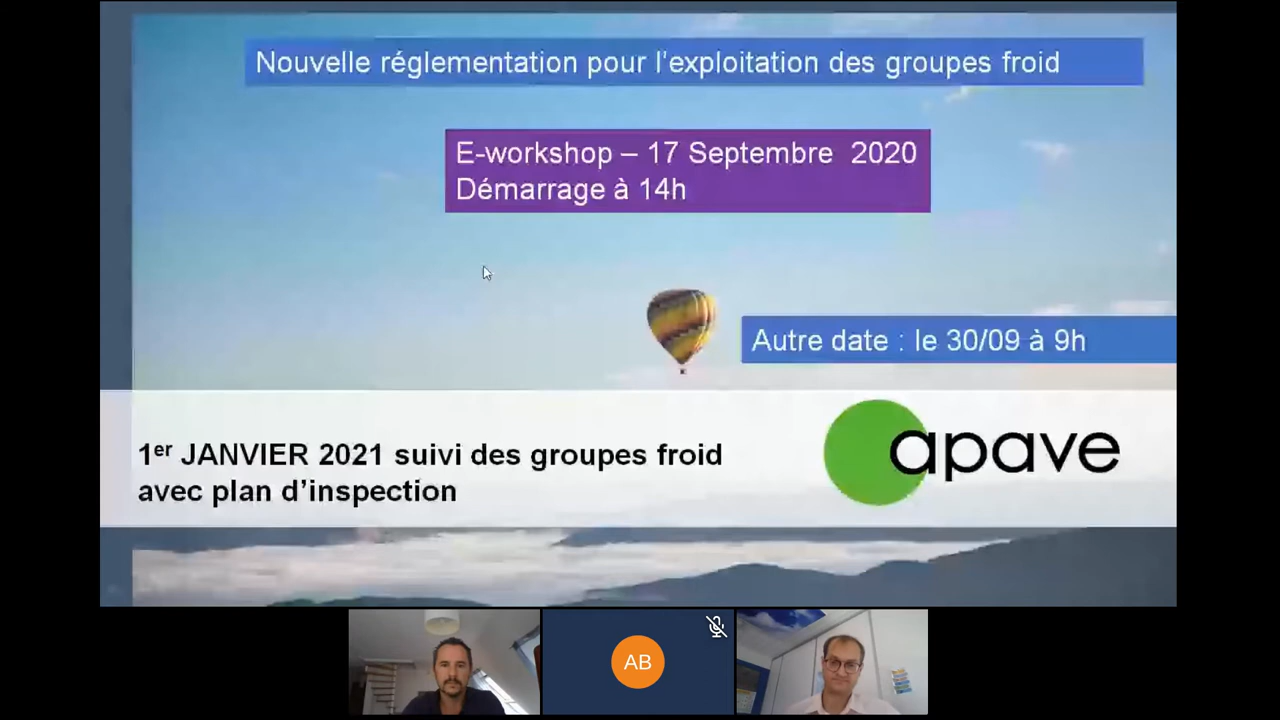 Nouvelle réglementation pour l'exploitation des groupes froid
E-workshop – 17 Septembre 2020
Démarrage à 14h
Autre date : le 30/09 à 9h
1er JANVIER 2021 suivi des groupes froid
avec plan d'inspection
apave
AB